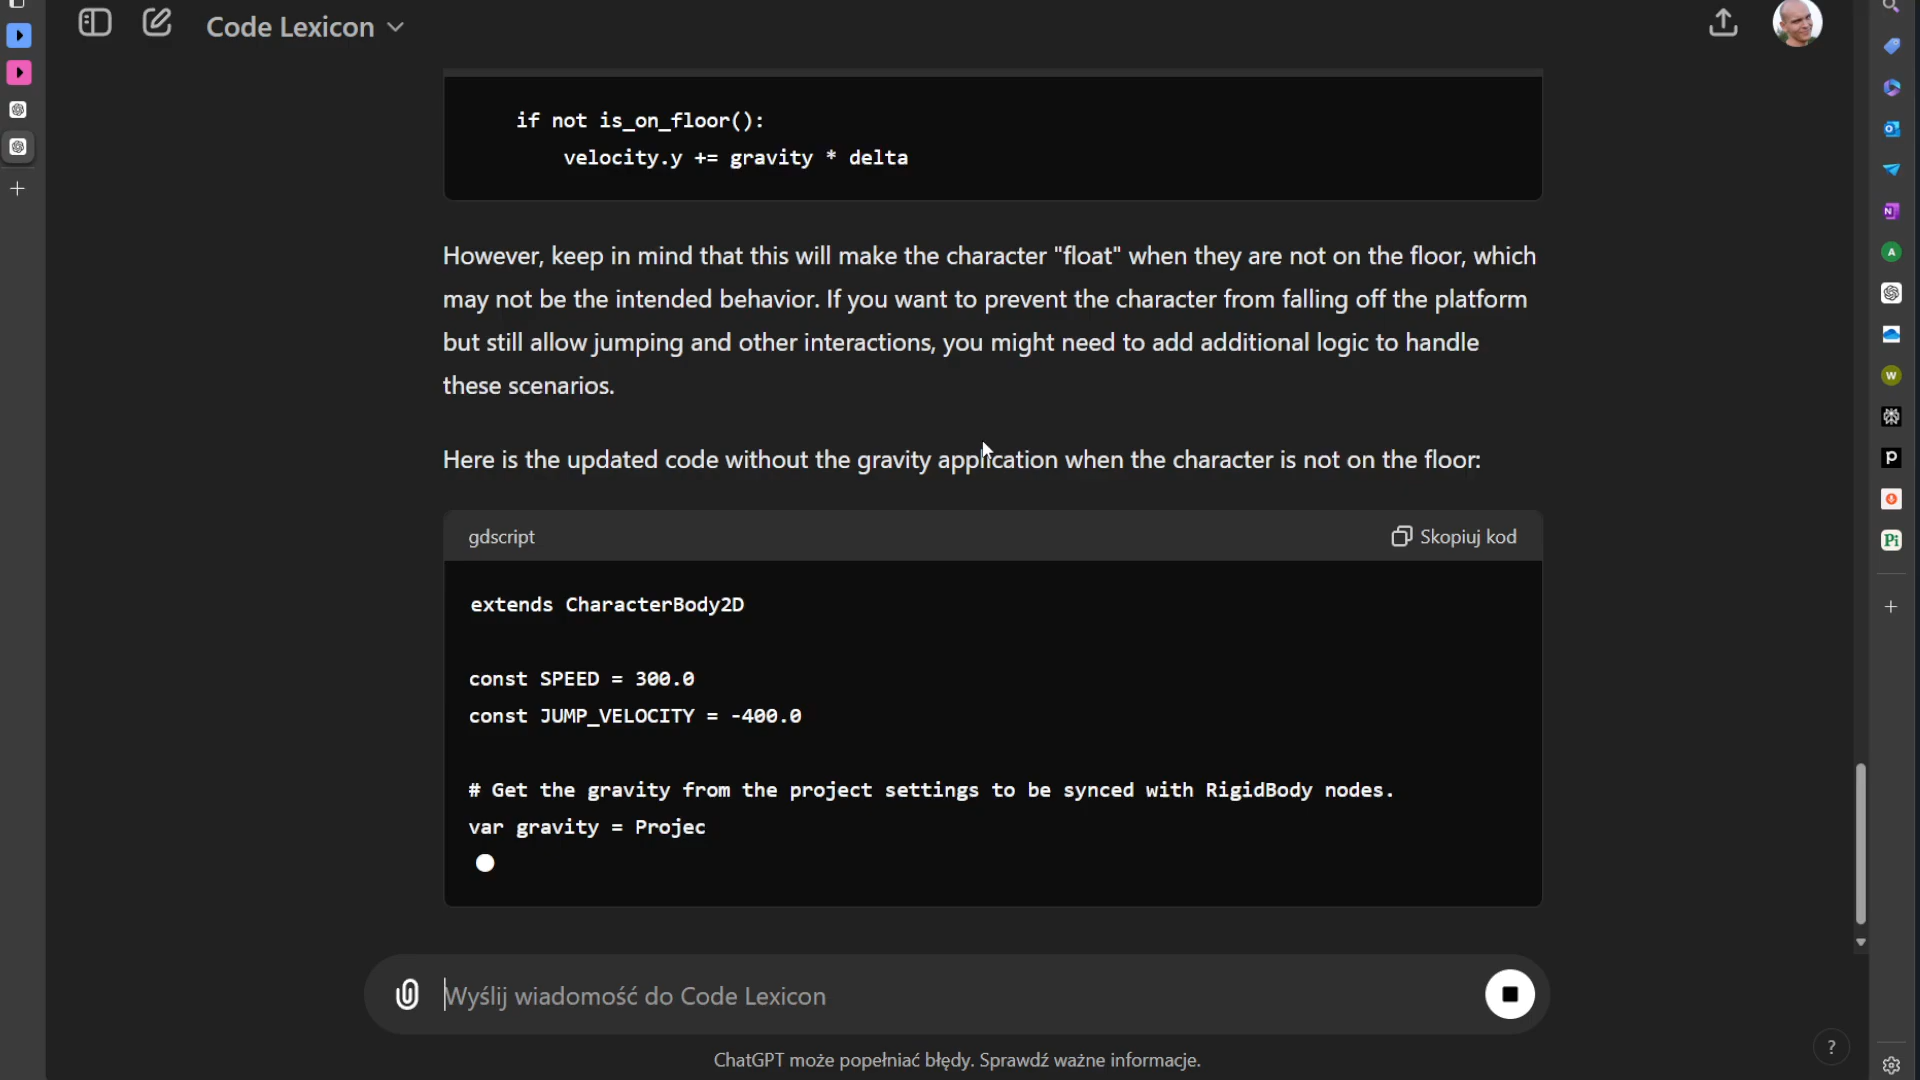 Code Lexicon
if not is_on_floor():
velocity.y += gravity * delta
However, keep in mind that this will make the character "float" when they are not on the floor, which
may not be the intended behavior. If you want to prevent the character from falling off the platform
but still allow jumping and other interactions, you might need to add additional logic to handle
these scenarios.
Here is the updated code without the gravity application when the character is not on the floor:
gdscript
Skopiuj kod
extends CharacterBody2D
const SPEED = 300.0
const JUMP_VELOCITY = -400.0
# Get the gravity from the project settings to be synced with RigidBody nodes.
var gravity = Projec
Wyślij wiadomość do Code Lexicon
ChatGPT może popełniać błędy. Sprawdź ważne informacje.
?
N
A
W
p
Pi